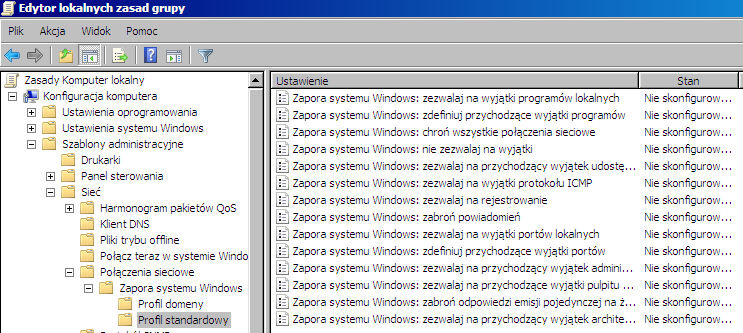 Edytor lokalnych zasad grupy
Plik Akcja Widok Pomoc
Zasady Komputer lokalny
Konfiguracja komputera
Ustawienia oprogramowania
Ustawienia systemu Windows
Szablony administracyjne
Drukarki
Panel sterowania
Sieć
Harmonogram pakietów QoS
Klient DNS
Pliki trybu offline
Połącz teraz w systemie Windo
Połączenia sieciowe
Zapora systemu Windows
Profil domeny
Profil standardowy
Ustawienie Stan
Zapora systemu Windows: zezwalaj na wyjątki programów lokalnych Nie skonfigurow...
Zapora systemu Windows: zdefiniuj przychodzące wyjątki programów Nie skonfigurow...
Zapora systemu Windows: chroń wszystkie połączenia sieciowe Nie skonfigurow...
Zapora systemu Windows: nie zezwalaj na wyjątki Nie skonfigurow...
Zapora systemu Windows: zezwalaj na przychodzący wyjątek udostę... Nie skonfigurow...
Zapora systemu Windows: zezwalaj na wyjątki protokołu ICMP Nie skonfigurow...
Zapora systemu Windows: zezwalaj na rejestrowanie Nie skonfigurow...
Zapora systemu Windows: zabroń powiadomień Nie skonfigurow...
Zapora systemu Windows: zezwalaj na wyjątki portów lokalnych Nie skonfigurow...
Zapora systemu Windows: zdefiniuj przychodzące wyjątki portów Nie skonfigurow...
Zapora systemu Windows: zezwalaj na przychodzący wyjątek admini... Nie skonfigurow...
Zapora systemu Windows: zezwalaj na przychodzące wyjątki pulpitu ... Nie skonfigurow...
Zapora systemu Windows: zabroń odpowiedzi emisji pojedynczej na ż... Nie skonfigurow...
Zapora systemu Windows: zezwalaj na przychodzący wyjątek archite... Nie skonfigurow...